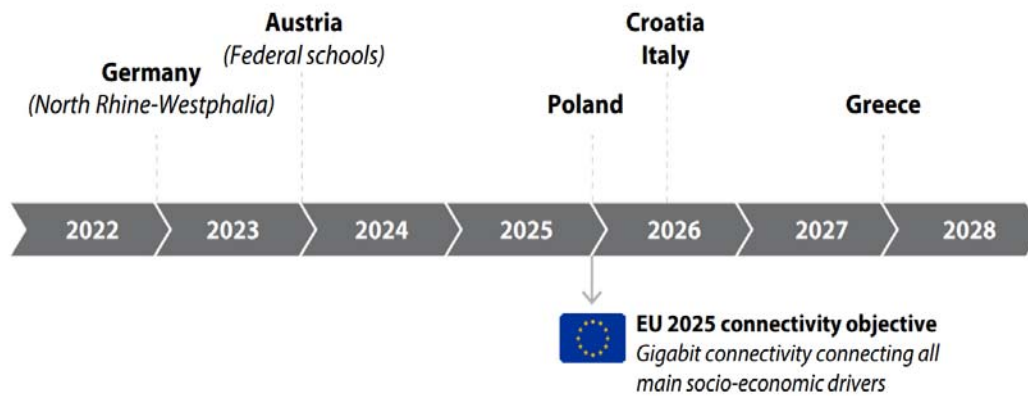 Austria
(Federal schools)
Croatia
Italy
Germany
(North Rhine-Westphalia)
Poland
Greece
2022
2023
2024
2025
2026
2027
2028
EU 2025 connectivity objective
Gigabit connectivity connecting all
main socio-economic drivers